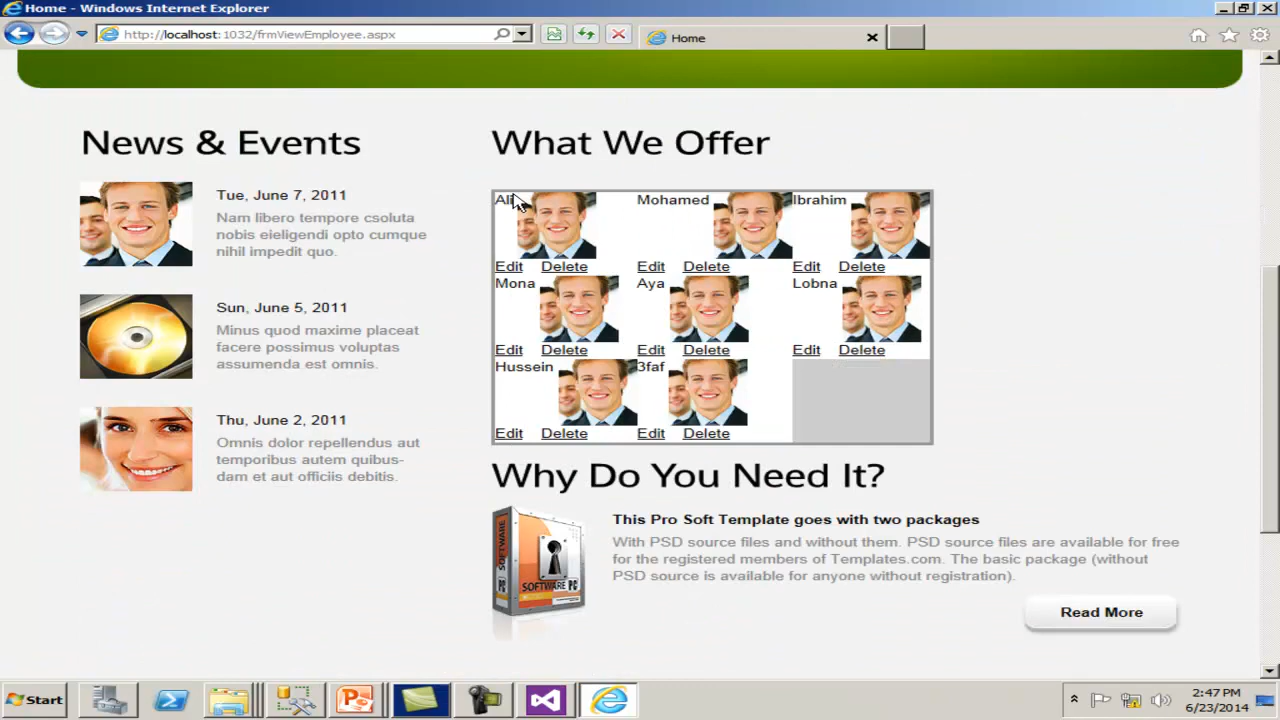 Home - Windows Internet Explorer
http://localhost:1032/frmViewEmployee.aspx
Home
News & Events
Tue, June 7, 2011
Nam libero tempore csoluta
nobis eieligendi opto cumque
nihil impedit quo.
Sun, June 5, 2011
Minus quod maxime placeat
facere possimus voluptas
assumenda est omnis.
Thu, June 2, 2011
Omnis dolor repellendus aut
temporibus autem quibus-
dam et aut officiis debitis.
What We Offer
Ali Mohamed Ibrahim
Edit Delete Edit Delete Edit Delete
Mona Aya Lobna
Edit Delete Edit Delete Edit Delete
Hussein 3faf
Edit Delete Edit Delete
Why Do You Need It?
SOFTWARE
SOFTWARE PC
This Pro Soft Template goes with two packages
With PSD source files and without them. PSD source files are available for free
for the registered members of Templates.com. The basic package (without
PSD source is available for anyone without registration).
Read More
Start
2:47 PM
6/23/2014